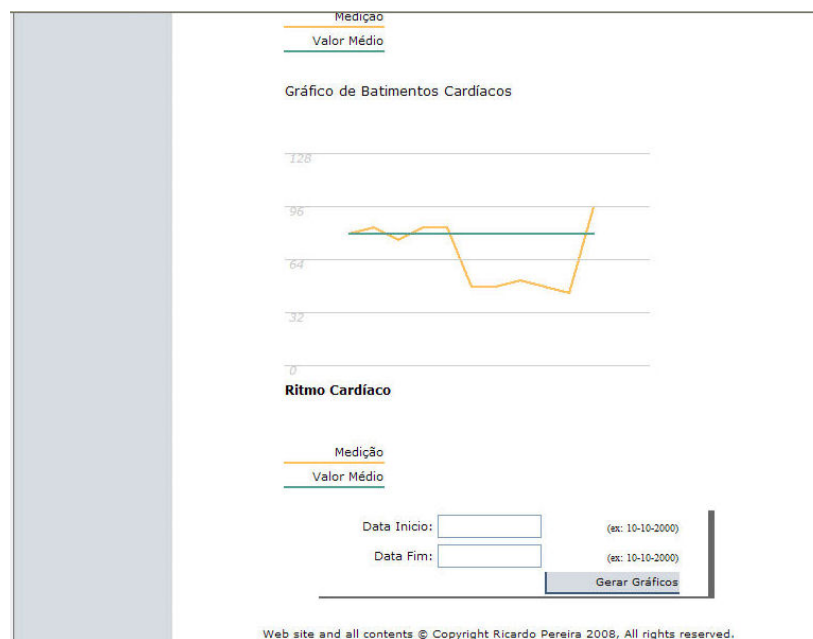 Medição
Valor Médio
Gráfico de Batimentos Cardíacos
128
96
64
32
0
Ritmo Cardíaco
Medição
Valor Médio
Data Inicio: (ex: 10-10-2000)
Data Fim: (ex: 10-10-2000)
Gerar Gráficos
Web site and all contents © Copyright Ricardo Pereira 2008, All rights reserved.